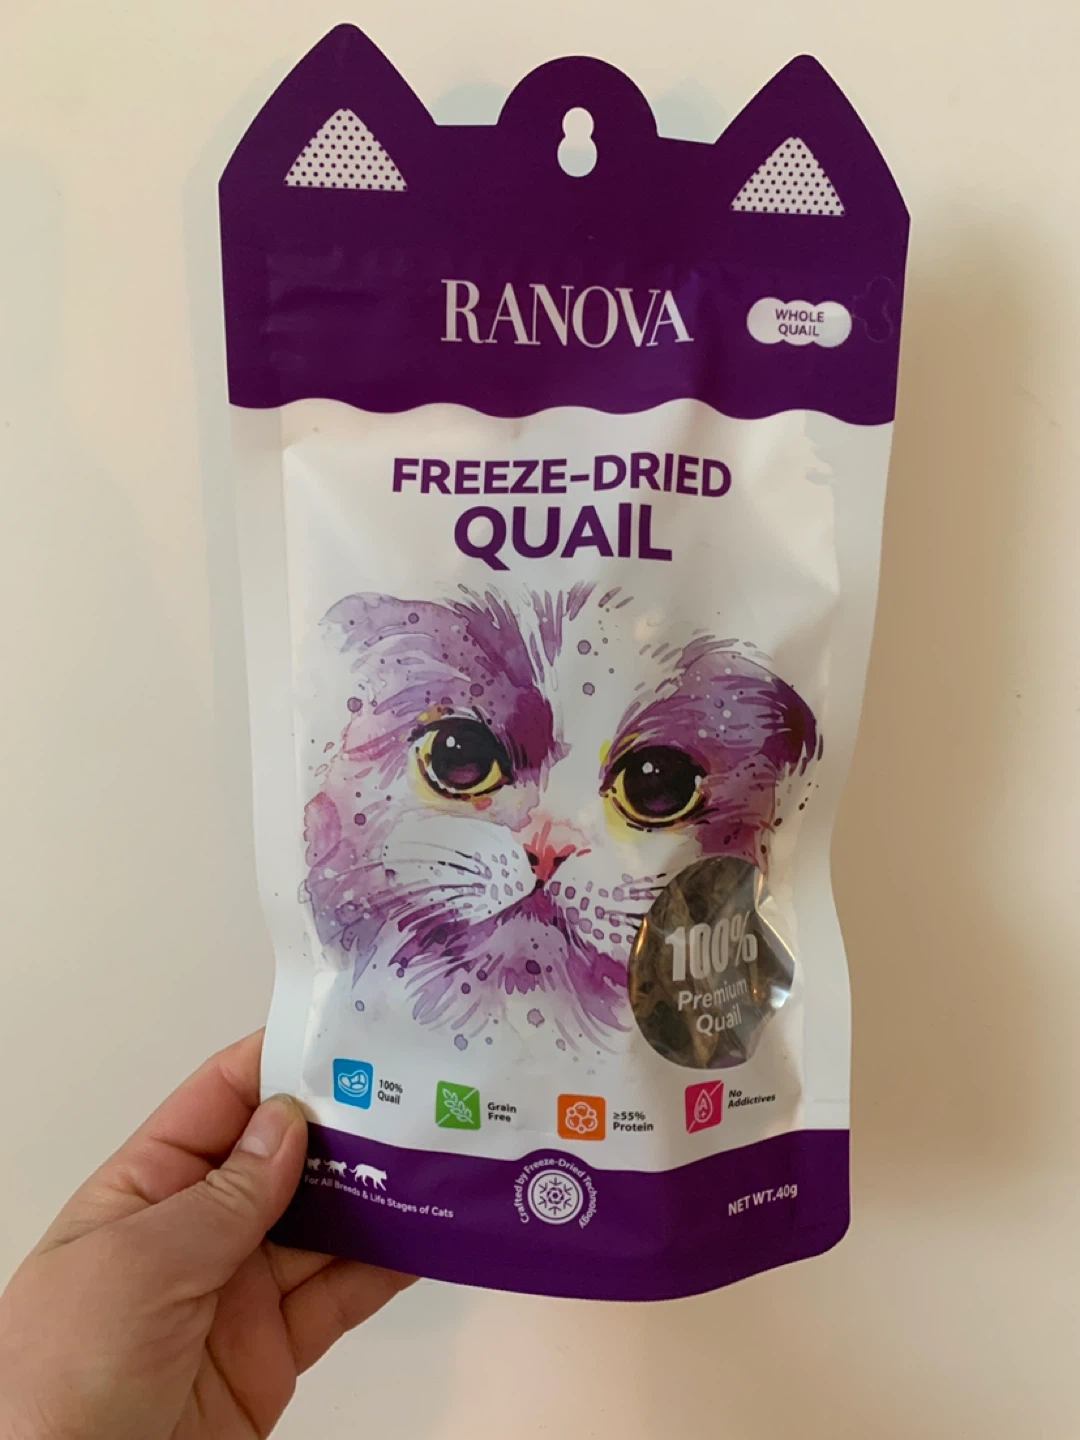 RANOVA
WHOLE
QUAIL
FREEZE-DRIED
QUAIL
100%
Premium
Quail
100%
Quail
Grain
Free
≥55%
Protein
No
Addictives
For All Breeds & Life Stages of Cats
Crafted by Freeze-Dried Technology
NET WT.40g